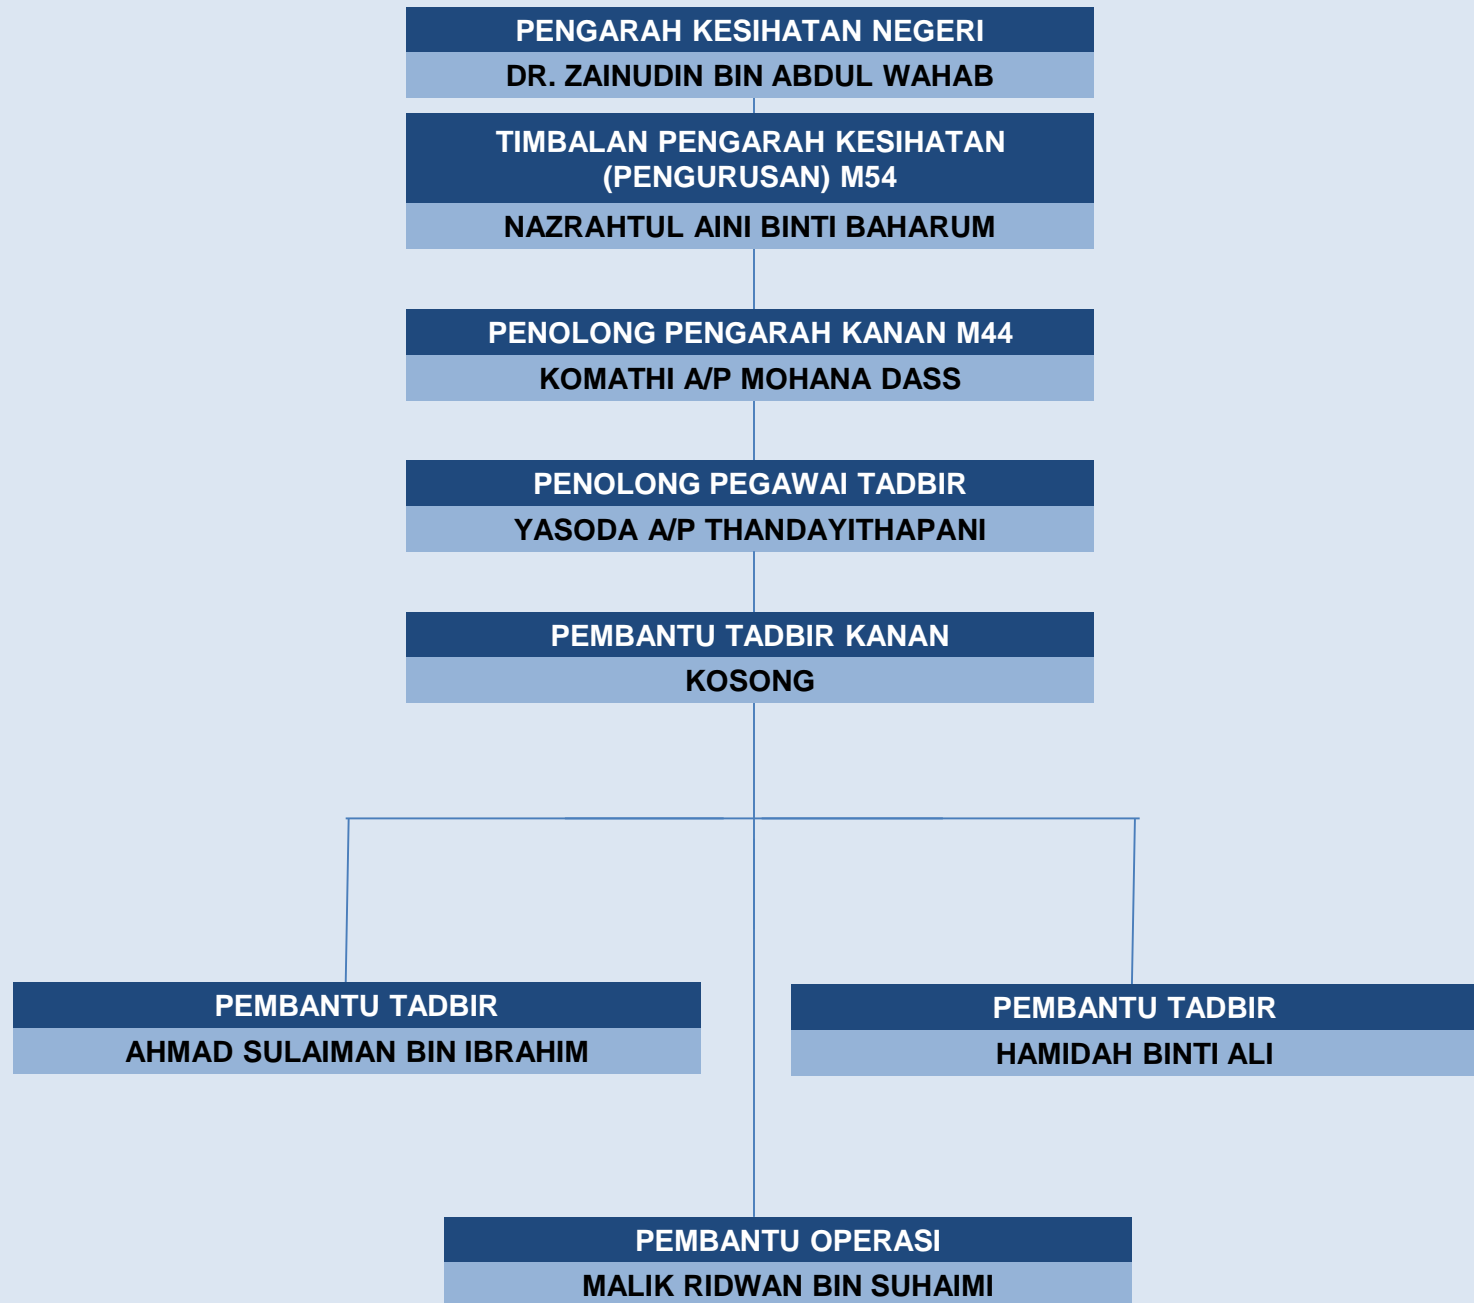 PENGARAH KESIHATAN NEGERI
DR. ZAINUDIN BIN ABDUL WAHAB
TIMBALAN PENGARAH KESIHATAN
(PENGURUSAN) M54
NAZRAHTUL AINI BINTI BAHARUM
PENOLONG PENGARAH KANAN M44
KOMATHI A/P MOHANA DASS
PENOLONG PEGAWAI TADBIR
YASODA A/P THANDAYITHAPANI
PEMBANTU TADBIR KANAN
KOSONG
PEMBANTU TADBIR
AHMAD SULAIMAN BIN IBRAHIM
PEMBANTU TADBIR
HAMIDAH BINTI ALI
PEMBANTU OPERASI
MALIK RIDWAN BIN SUHAIMI